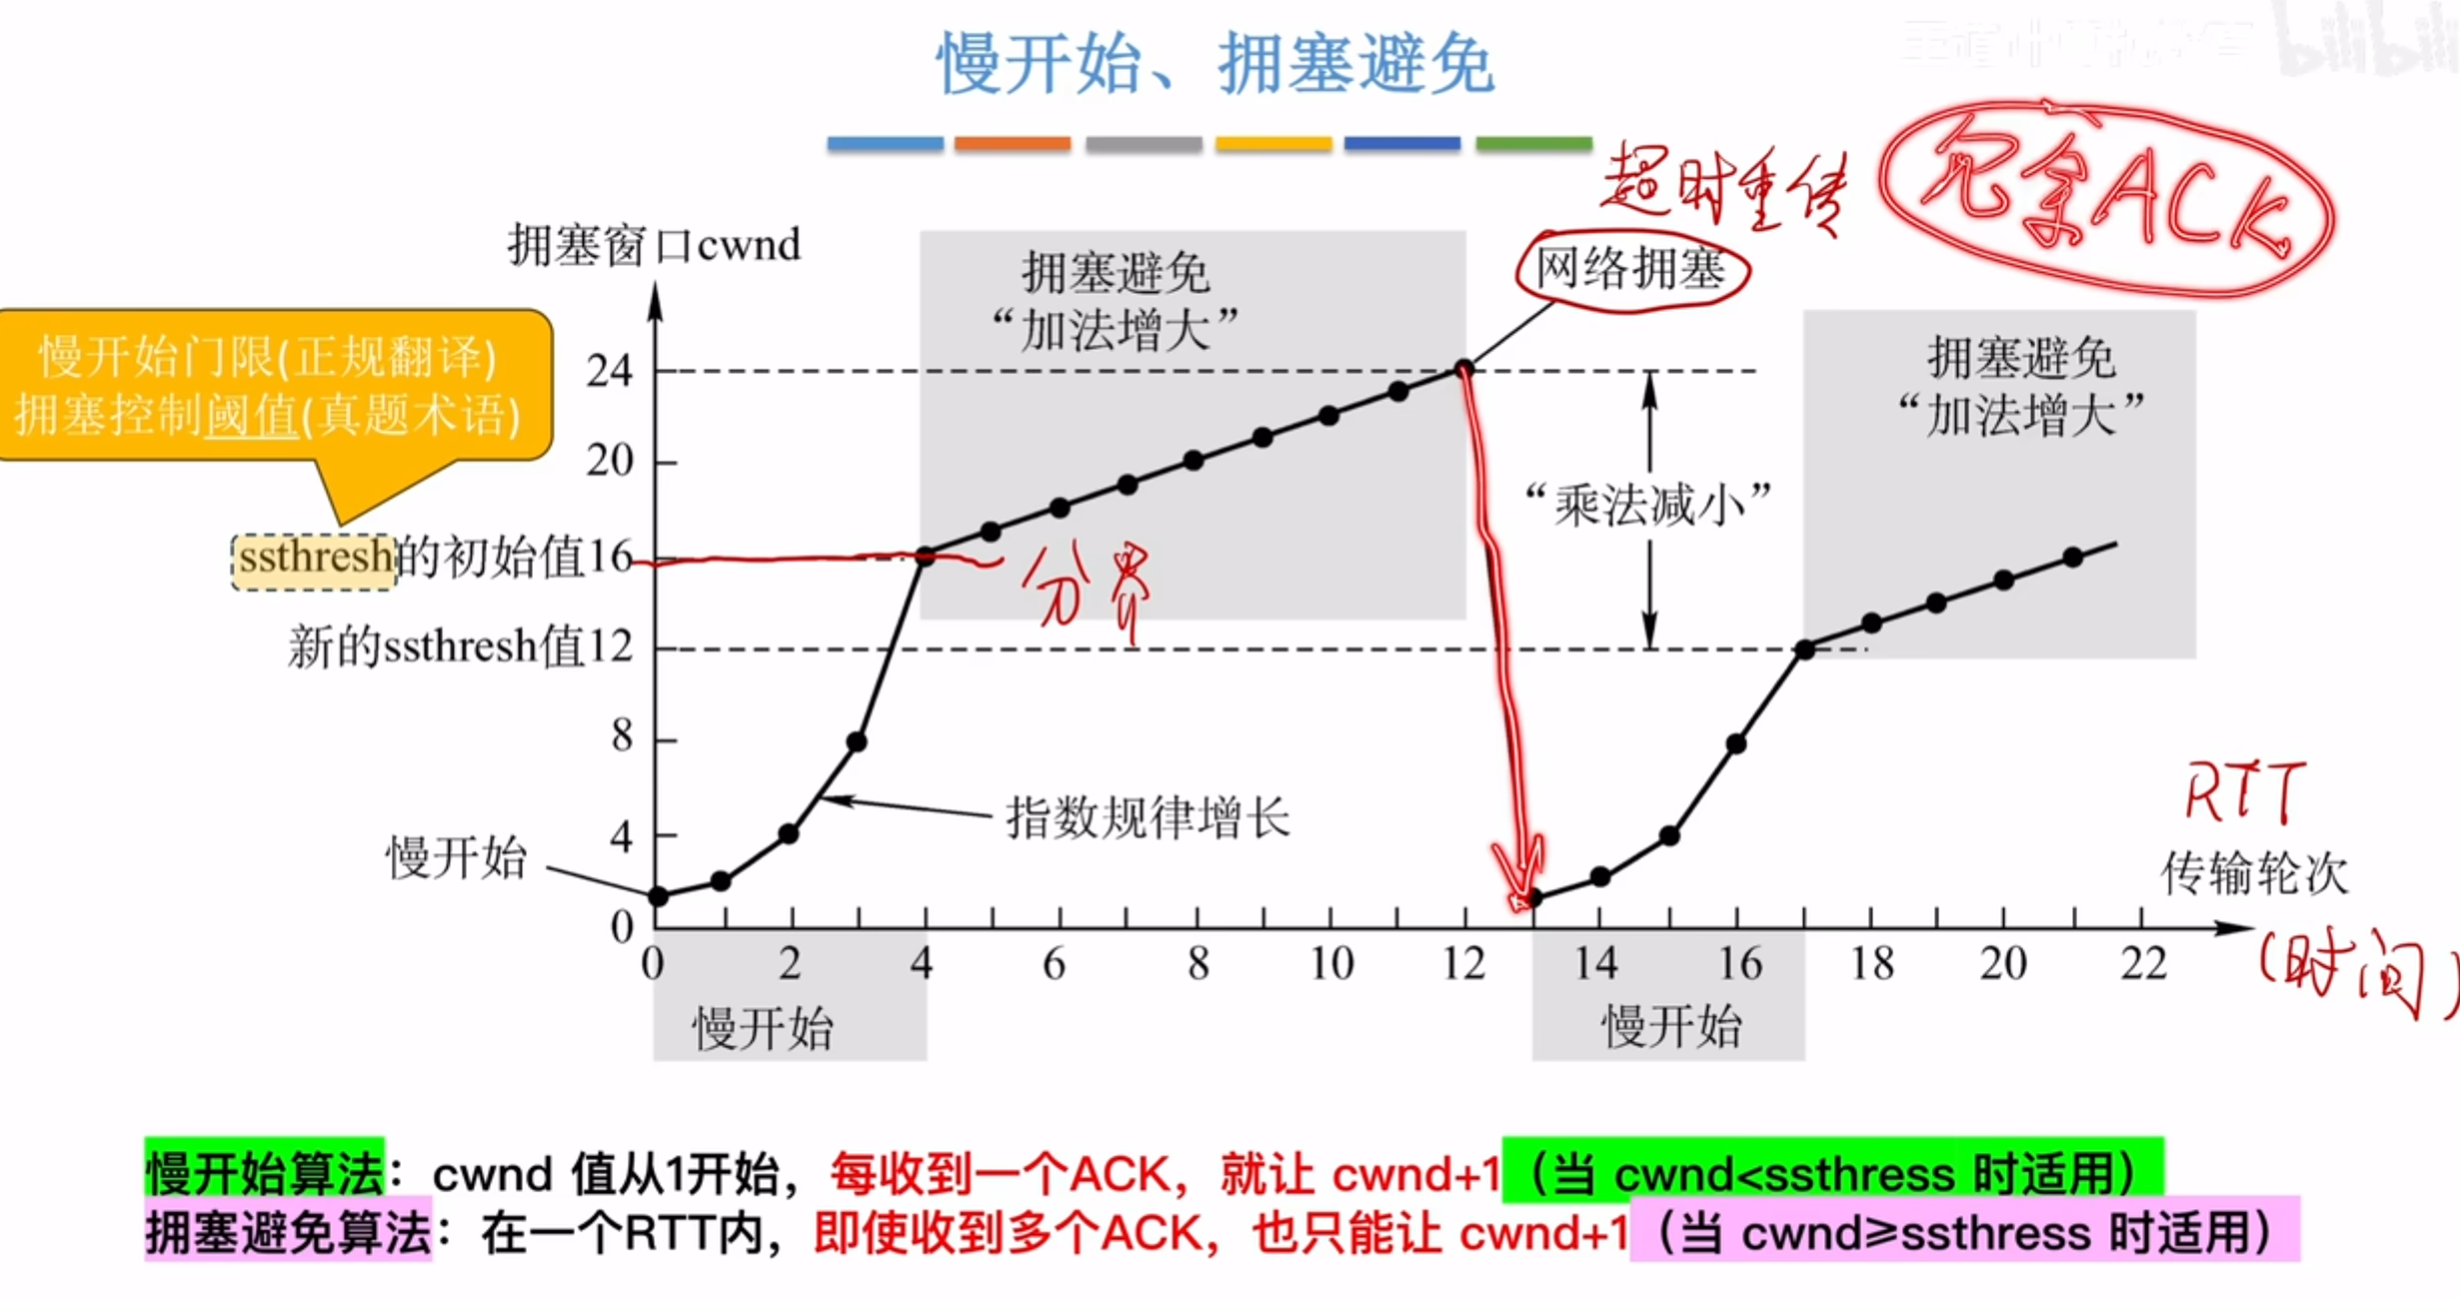 慢开始、拥塞避免
bilibili
超时重传
冗余ACK
拥塞窗口cwnd
拥塞避免
“加法增大”
网络拥塞
慢开始门限(正规翻译)
拥塞控制阈值(真题术语)
拥塞避免
“加法增大”
24
20
“乘法减小”
ssthresh的初始值16
分界
新的ssthresh值12
8
RTT
4
指数规律增长
慢开始
传输轮次
0
(时间)
0 2 4 6 8 10 12 14 16 18 20 22
慢开始
慢开始
慢开始算法：cwnd 值从1开始，每收到一个ACK，就让 cwnd+1（当 cwnd<ssthress 时适用）
拥塞避免算法：在一个RTT内，即使收到多个ACK，也只能让 cwnd+1（当 cwnd≥ssthress 时适用）